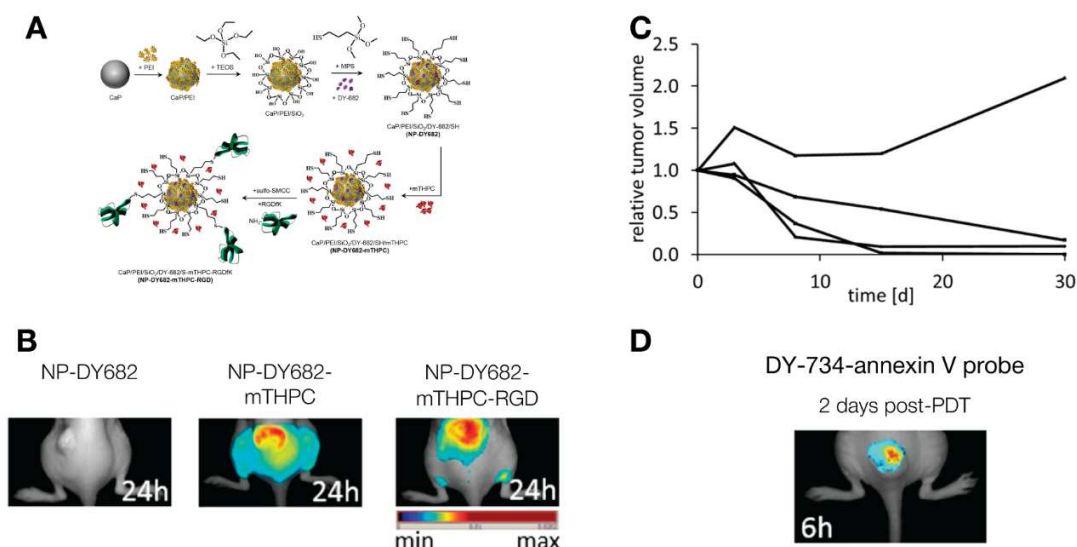 A
+ PEI
+ TEOS
+ MPS
+ DY-682
CaP
CaP/PEI
CaP/PEI/SiO2
CaP/PEI/SiO2/DY-682/SH
(NP-DY682)
+mTHPC
+sulfo-SMCC
+RGDfK
NH2
CaP/PEI/SiO2/DY-682/SH/mTHPC
(NP-DY682-mTHPC)
CaP/PEI/SiO2/DY-682/S-mTHPC-RGDfK
(NP-DY682-mTHPC-RGD)
B
NP-DY682
24h
NP-DY682-
mTHPC
24h
NP-DY682-
mTHPC-RGD
24h
min max
C
relative tumor volume
2.5
2.0
1.5
1.0
0.5
0.0
0 10 20 30
time [d]
D
DY-734-annexin V probe
2 days post-PDT
6h